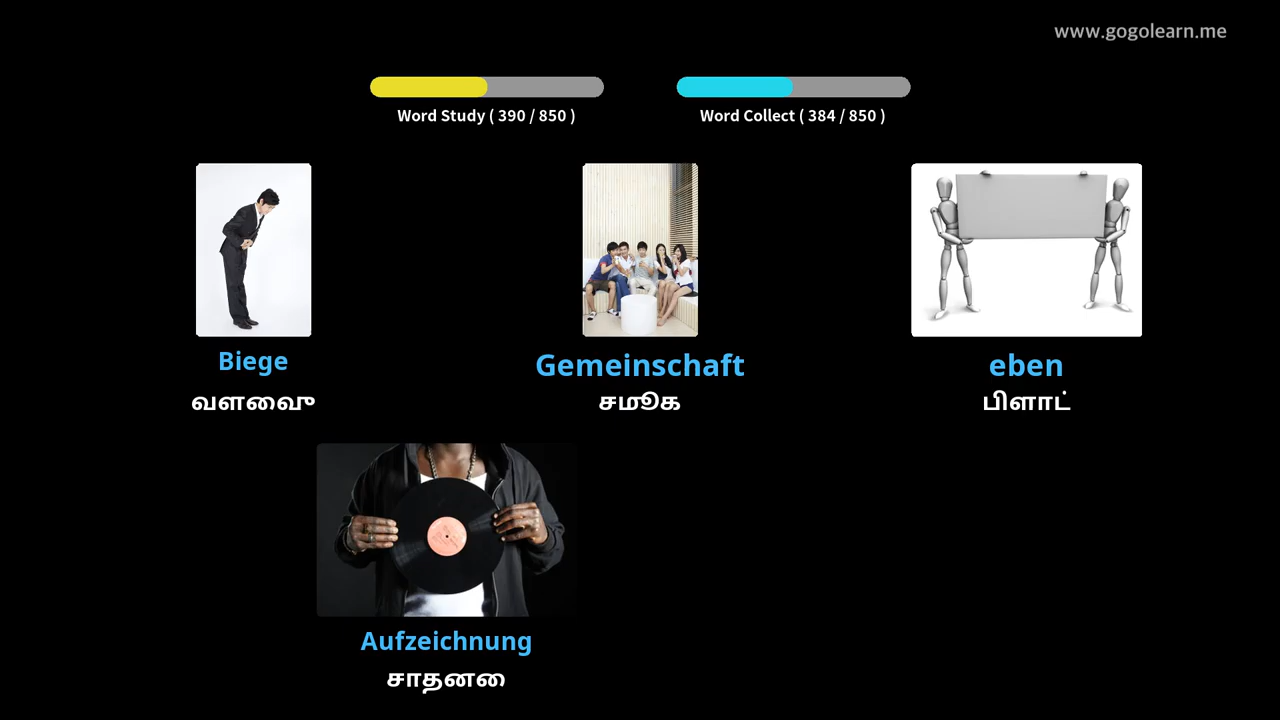 www.gogolearn.me
Word Study ( 390 / 850 )
Word Collect ( 384 / 850 )
Biege
Gemeinschaft
eben
வளைவு
சமூக
பிளாட்
Aufzeichnung
சாதனை